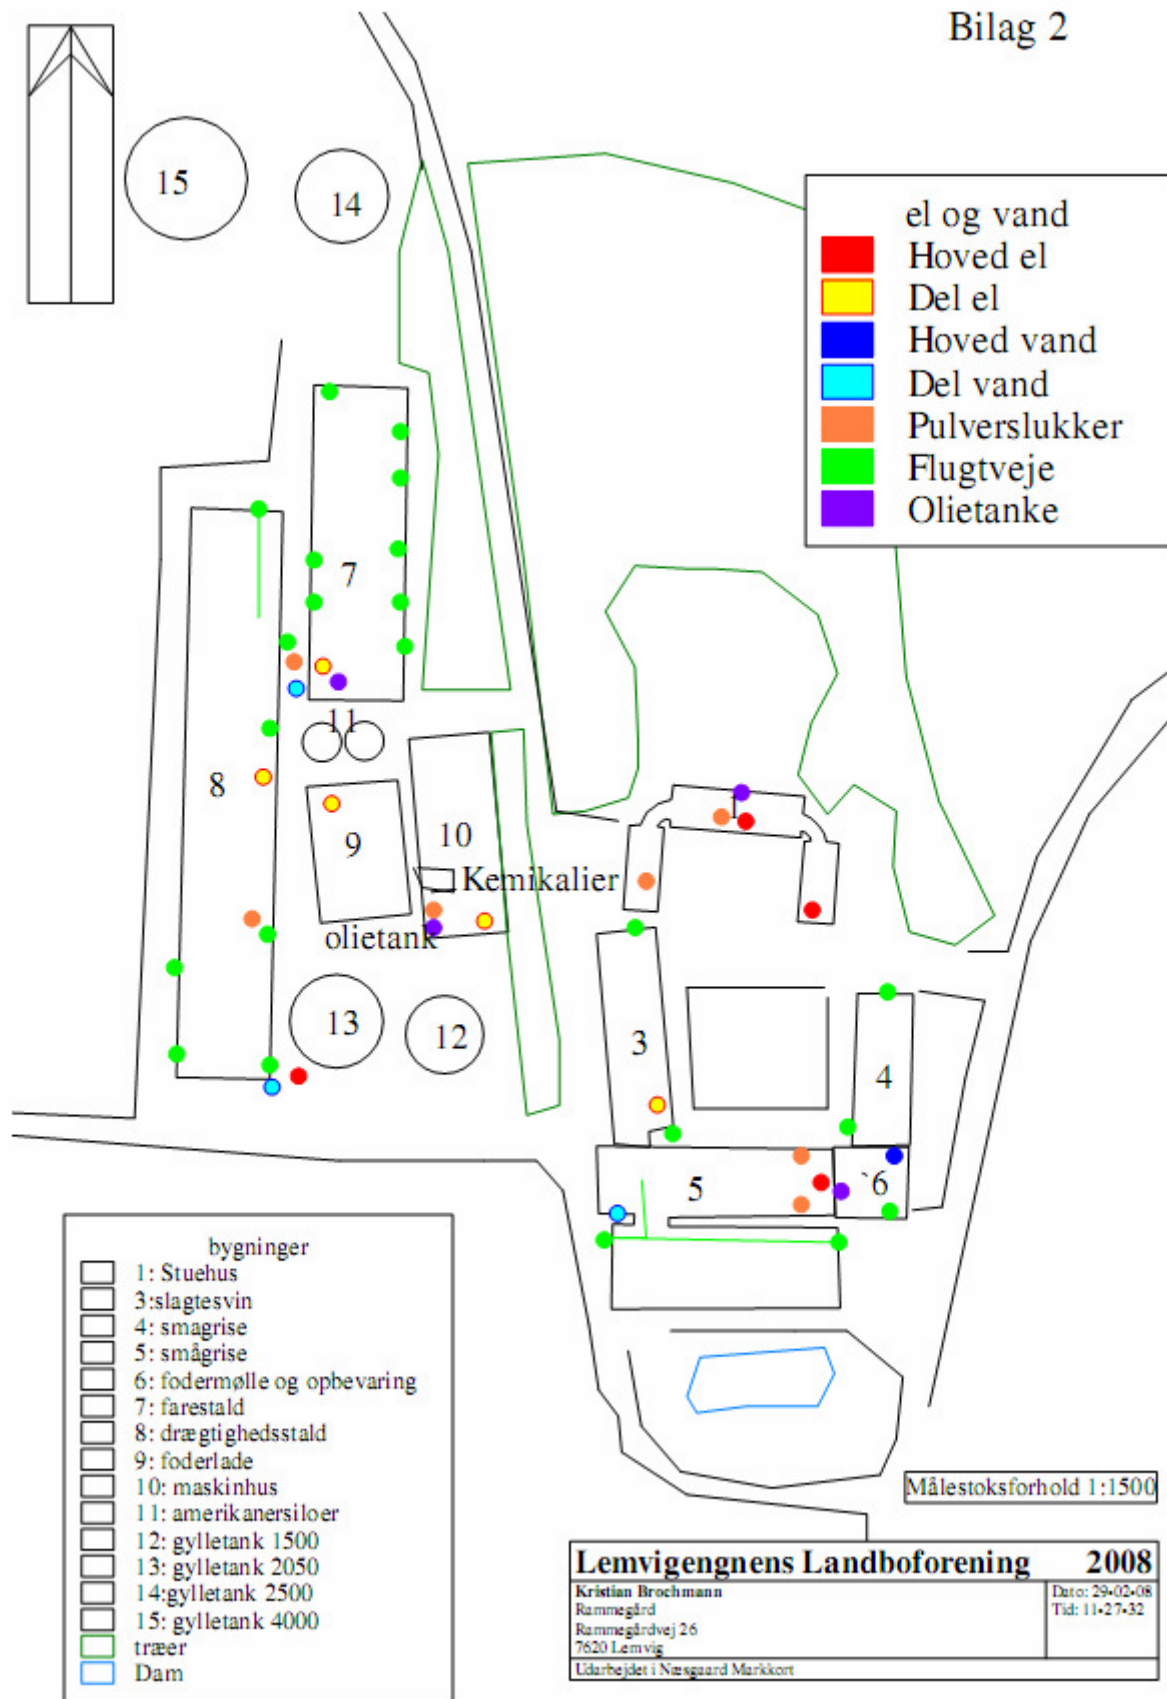 Bilag 2
15
14
el og vand
Hoved el
Del el
Hoved vand
Del vand
Pulverslukker
Flugtveje
Olietanke
7
11
8
9
10
1
Kemikalier
olietank
13
12
3
4
5
`6
bygninger
1: Stuehus
3:slagtesvin
4: smagrise
5: smågrise
6: fodermølle og opbevaring
7: farestald
8: drægtighedsstald
9: foderlade
10: maskinhus
11: amerikanersiloer
12: gylletank 1500
13: gylletank 2050
14:gylletank 2500
15: gylletank 4000
træer
Dam
Målestoksforhold 1:1500
Lemvigengnens Landboforening 2008
Kristian Brochmann
Rammegård
Rammegårdvej 26
7620 Lemvig
Dato: 29-02-08
Tid: 11-27-32
Udarbejdet i Næsgaard Markkort